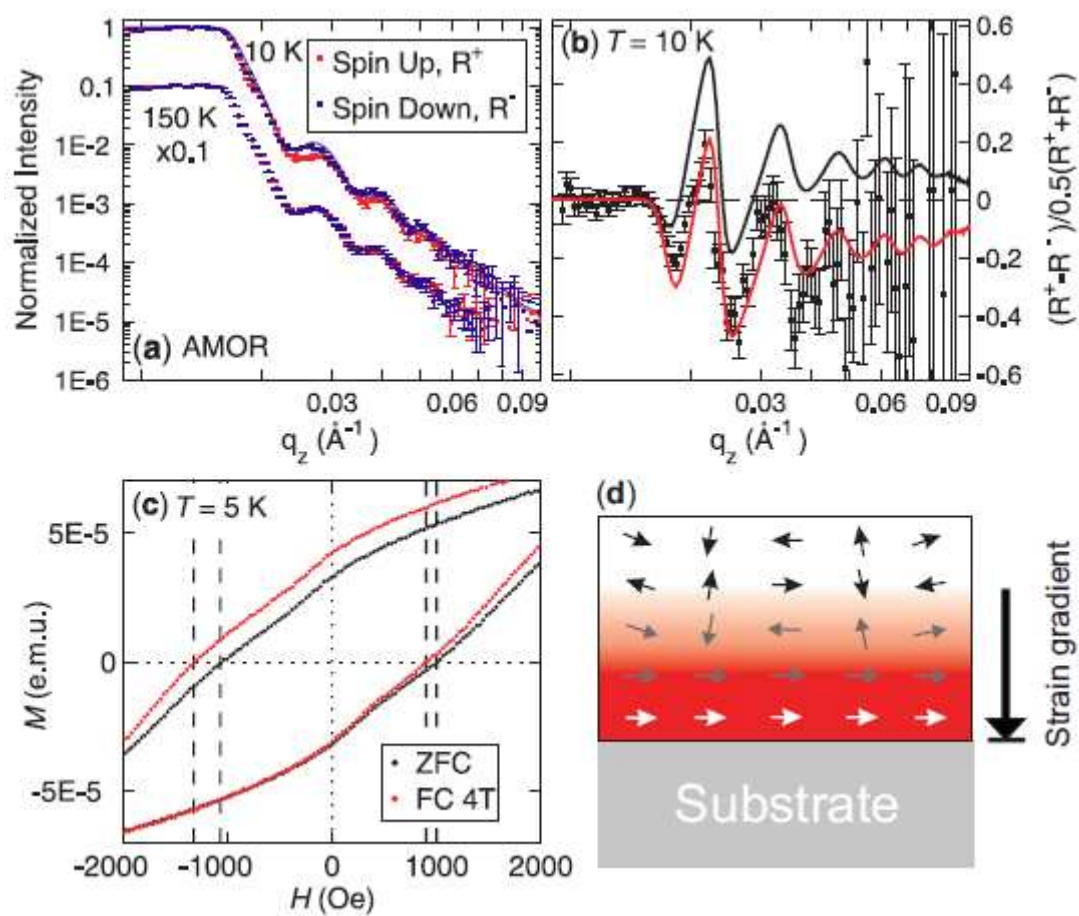 1
0.1
1E-2
1E-3
1E-4
1E-5
1E-6
Normalized Intensity
10 K
Spin Up, R⁺
Spin Down, R⁻
150 K
x0.1
(a) AMOR
0.03 0.06 0.09
q_z (Å⁻¹)
(b) T = 10 K
0.6
0.4
0.2
0
-0.2
-0.4
-0.6
(R⁺-R⁻)/0.5(R⁺+R⁻)
0.03 0.06 0.09
q_z (Å⁻¹)
(c) T = 5 K
5E-5
0
-5E-5
M (e.m.u.)
ZFC
FC 4T
-2000 -1000 0 1000 2000
H (Oe)
(d)
Strain gradient
Substrate